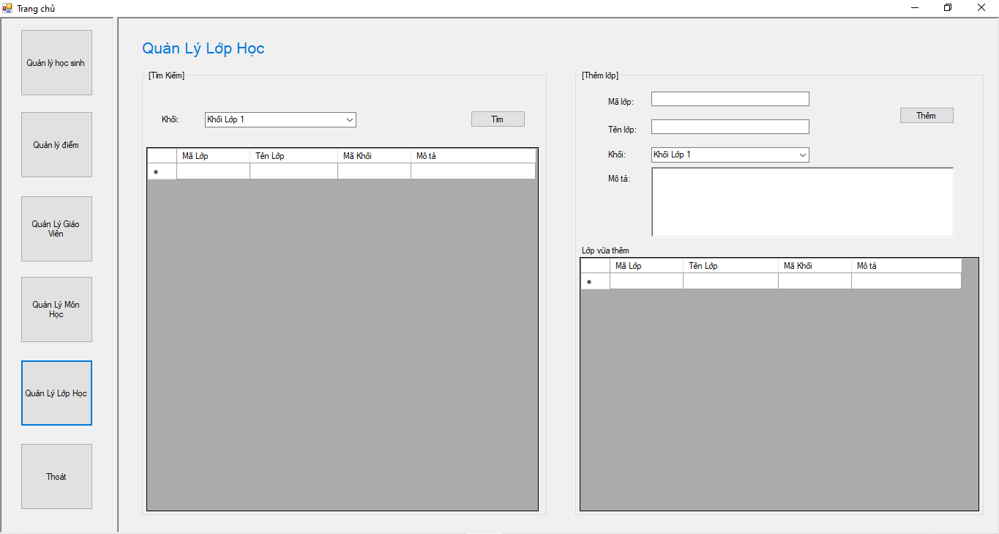 Trang chủ
Quản lý học sinh
Quản lý điểm
Quản Lý Giáo
Viên
Quản Lý Môn
Học
Quản Lý Lớp Học
Thoát
Quản Lý Lớp Học
[Tìm Kiếm]
Khối: Khối Lớp 1 Tìm
Mã Lớp Tên Lớp Mã Khối Mô tả
[Thêm lớp]
Mã lớp:
Thêm
Tên lớp:
Khối: Khối Lớp 1
Mô tả:
Lớp vừa thêm
Mã Lớp Tên Lớp Mã Khối Mô tả